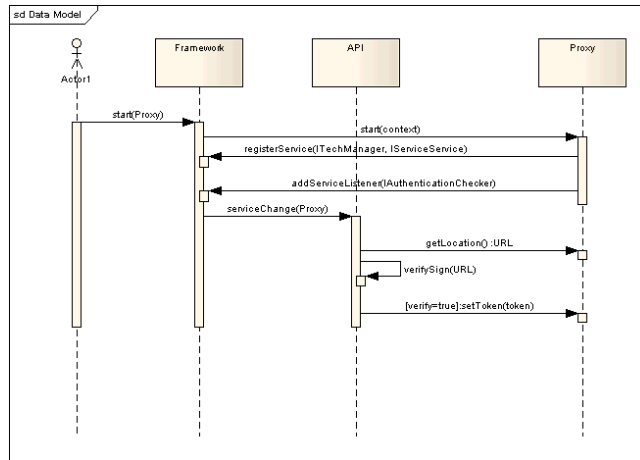 sd Data Model
Actor1
Framework
API
Proxy
start(Proxy)
start(context)
registerService(ITechManager, IServiceService)
addServiceListener(IAuthenticationChecker)
serviceChange(Proxy)
getLocation() :URL
verifySign(URL)
[verify=true]:setToken(token)